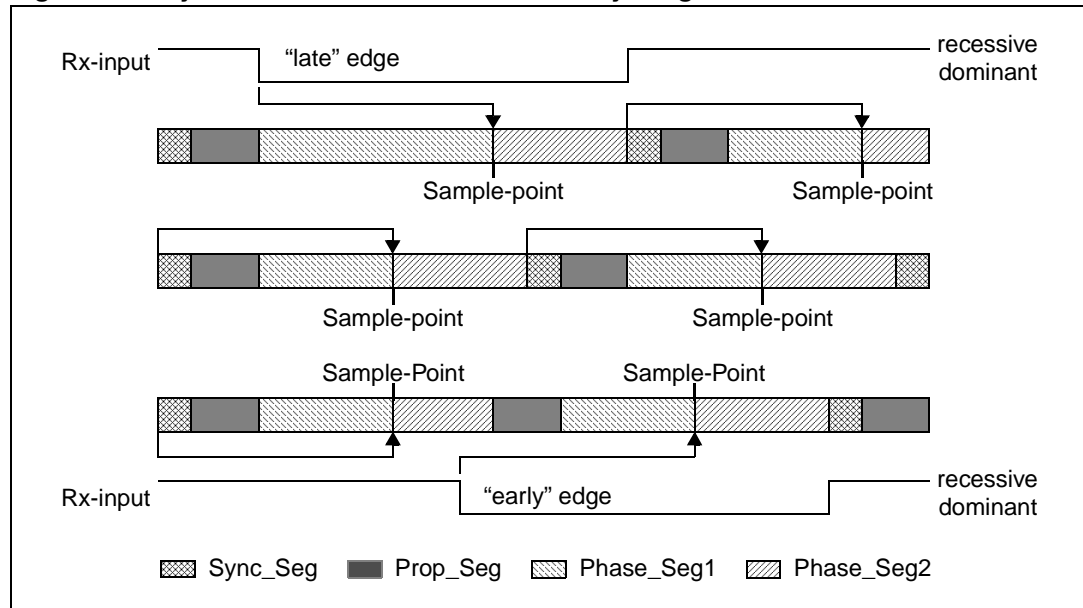 Rx-input
“late” edge
recessive
dominant
Sample-point
Sample-point
Sample-point
Sample-point
Sample-Point
Sample-Point
Rx-input
“early” edge
recessive
dominant
Sync_Seg
Prop_Seg
Phase_Seg1
Phase_Seg2